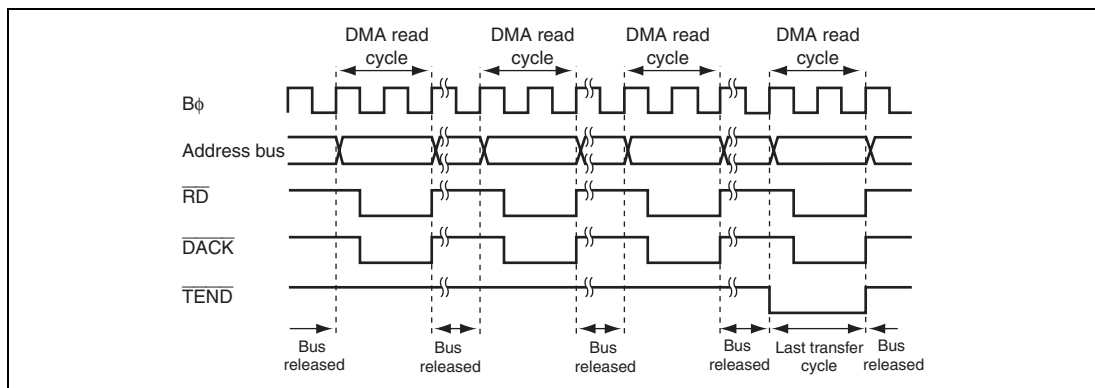 DMA read cycle
DMA read cycle
DMA read cycle
DMA read cycle
Bφ
Address bus
RD
DACK
TEND
Bus released
Bus released
Bus released
Bus released
Last transfer cycle
Bus released